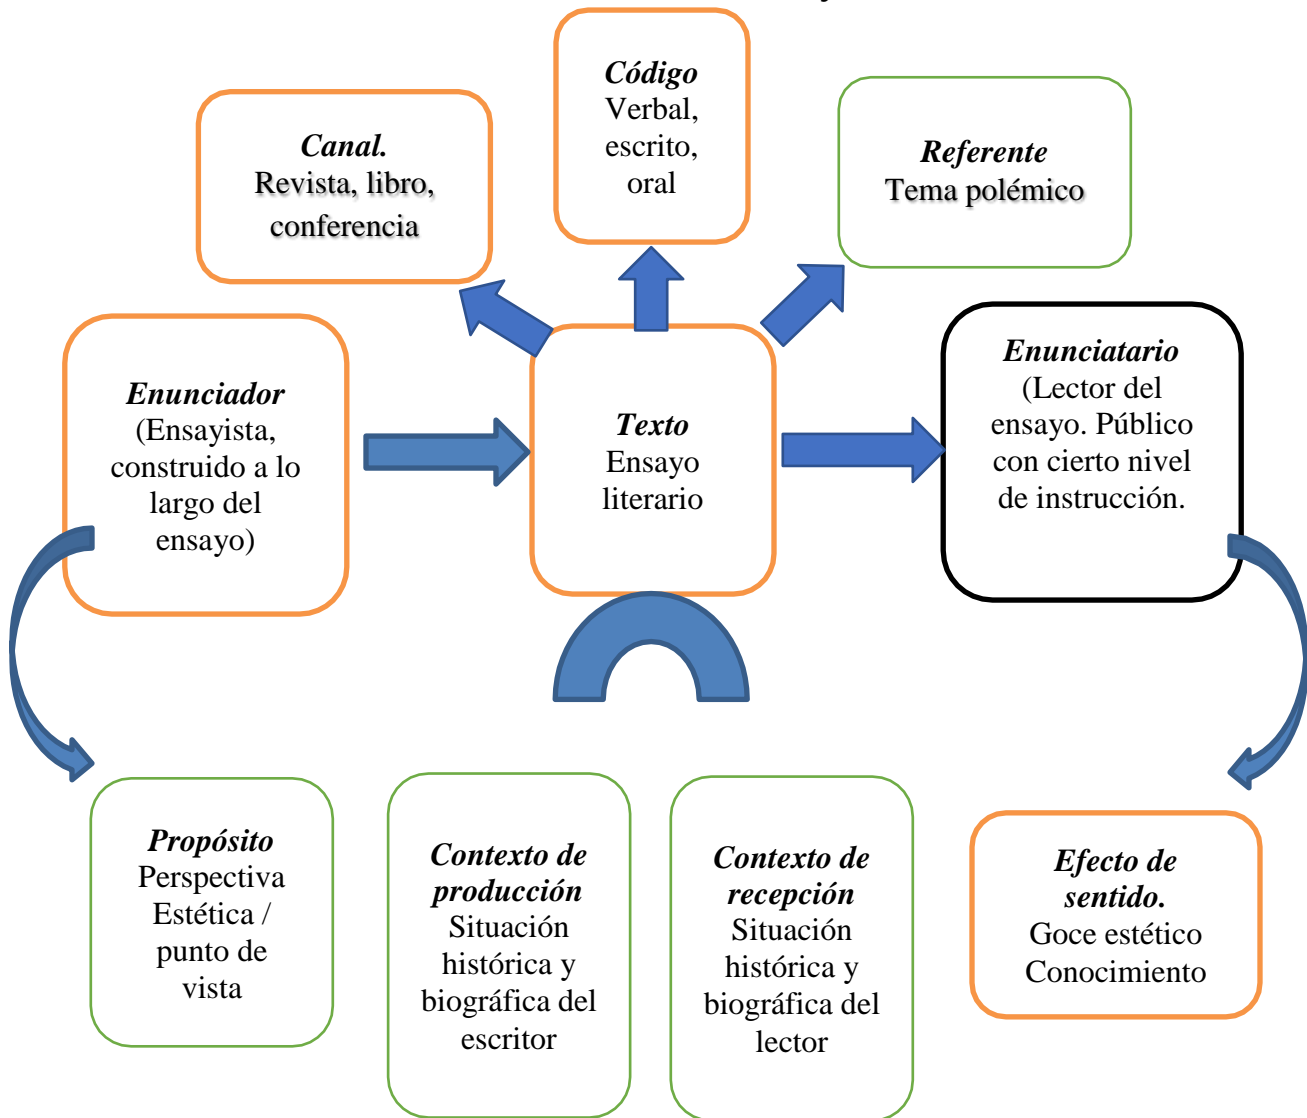 Código
Verbal,
escrito,
oral
Canal.
Revista, libro,
conferencia
Referente
Tema polémico
Enunciador
(Ensayista,
construido a lo
largo del
ensayo)
Texto
Ensayo
literario
Enunciatario
(Lector del
ensayo. Público
con cierto nivel
de instrucción.
Propósito
Perspectiva
Estética /
punto de
vista
Contexto de
producción
Situación
histórica y
biográfica del
escritor
Contexto de
recepción
Situación
histórica y
biográfica del
lector
Efecto de
sentido.
Goce estético
Conocimiento